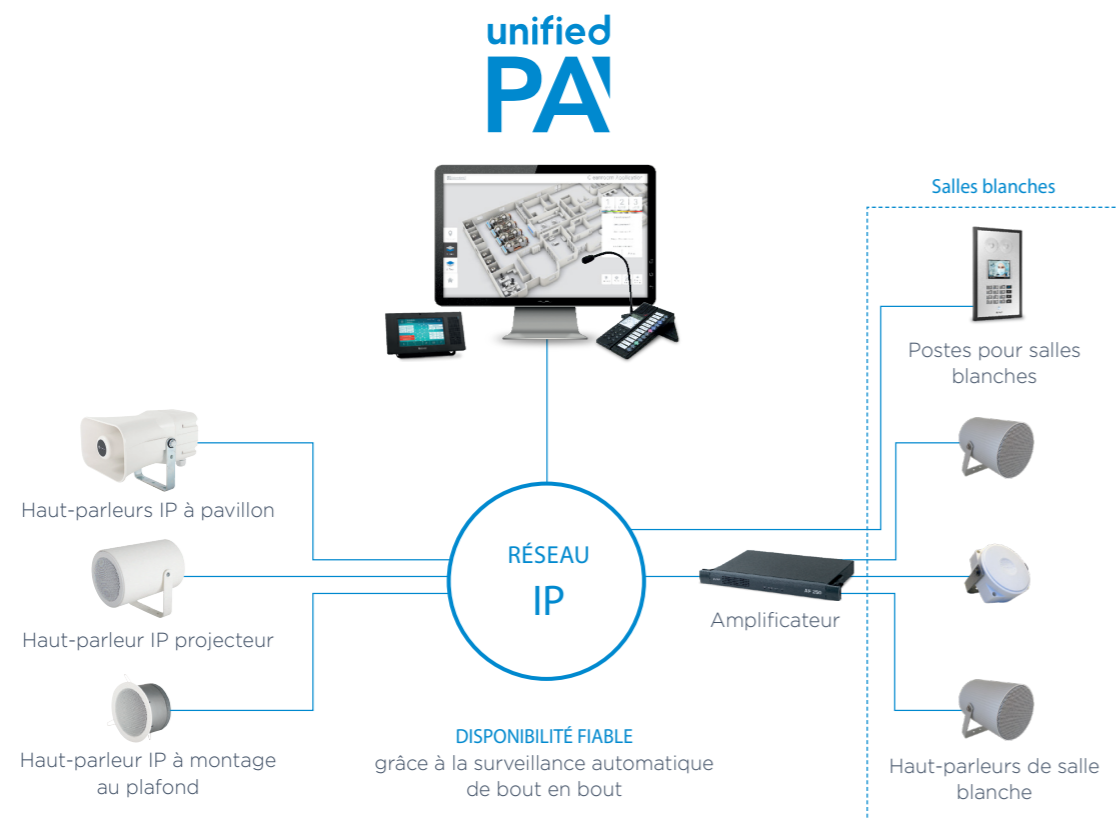 unified
PA
Salles blanches
Postes pour salles
blanches
Haut-parleurs IP à pavillon
RÉSEAU
IP
Amplificateur
Haut-parleur IP projecteur
DISPONIBILITÉ FIABLE
grâce à la surveillance automatique
de bout en bout
Haut-parleur IP à montage
au plafond
Haut-parleurs de salle
blanche